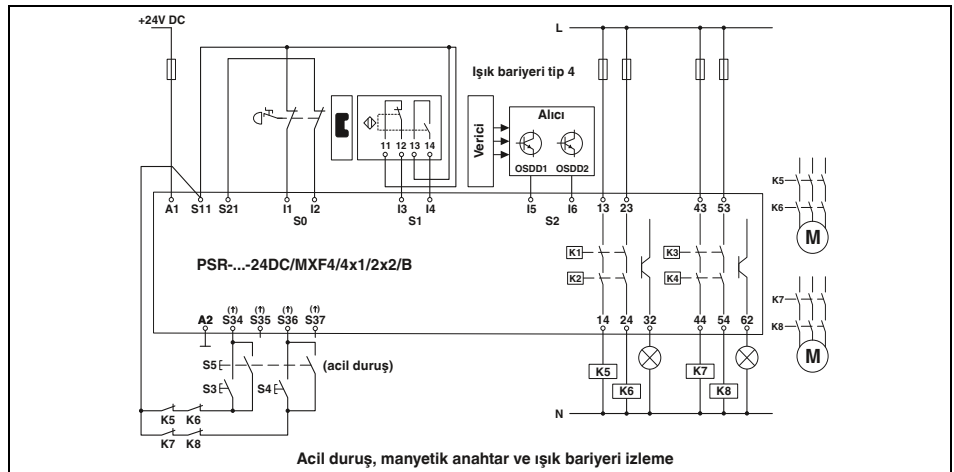 +24V DC
L
Işık bariyeri tip 4
Verici
Alıcı
OSDD1 OSDD2
11 12 13 14
A1 S11 S21 I1 I2 I3 I4 I5 I6 13 23 43 53
S0 S1 S2
K5
K6
M
K1 K3
K2 K4
PSR-...-24DC/MXF4/4x1/2x2/B
(↑) (↑) (↑) (↑)
A2 S34 S35 S36 S37 14 24 32 44 54 62
K7
K8
M
S5 (acil duruş)
S3 S4
K5 K7
K6 K8
K5 K6
K7 K8
N
Acil duruş, manyetik anahtar ve ışık bariyeri izleme